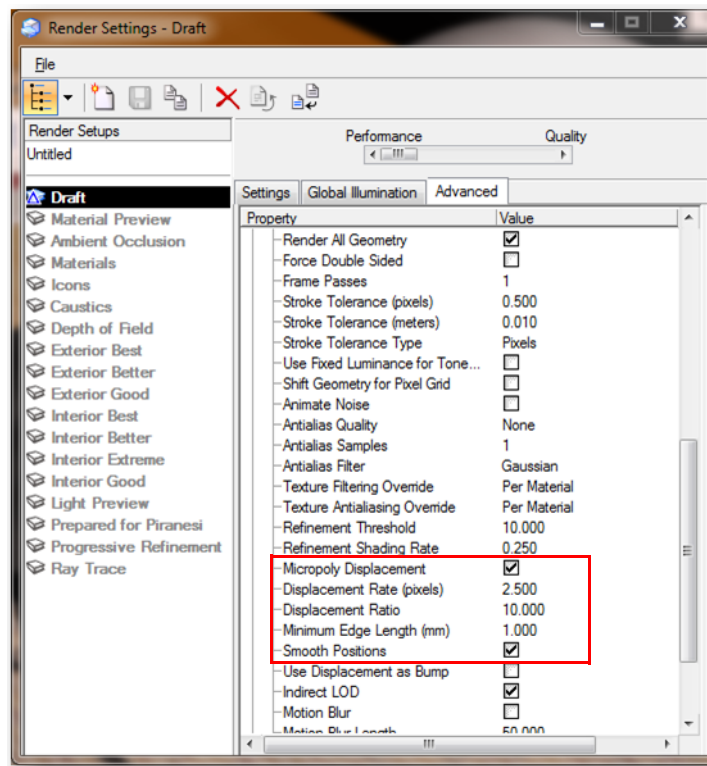 Render Settings - Draft
File
Render Setups
Untitled
Performance Quality
Draft
Material Preview
Ambient Occlusion
Materials
Icons
Caustics
Depth of Field
Exterior Best
Exterior Better
Exterior Good
Interior Best
Interior Better
Interior Extreme
Interior Good
Light Preview
Prepared for Piranesi
Progressive Refinement
Ray Trace
Settings Global Illumination Advanced
Property Value
Render All Geometry
Force Double Sided
Frame Passes 1
Stroke Tolerance (pixels) 0.500
Stroke Tolerance (meters) 0.010
Stroke Tolerance Type Pixels
Use Fixed Luminance for Tone...
Shift Geometry for Pixel Grid
Animate Noise
Antialias Quality None
Antialias Samples 1
Antialias Filter Gaussian
Texture Filtering Override Per Material
Texture Antialiasing Override Per Material
Refinement Threshold 10.000
Refinement Shading Rate 0.250
Micropoly Displacement
Displacement Rate (pixels) 2.500
Displacement Ratio 10.000
Minimum Edge Length (mm) 1.000
Smooth Positions
Use Displacement as Bump
Indirect LOD
Motion Blur
Motion Blur Length 50.000